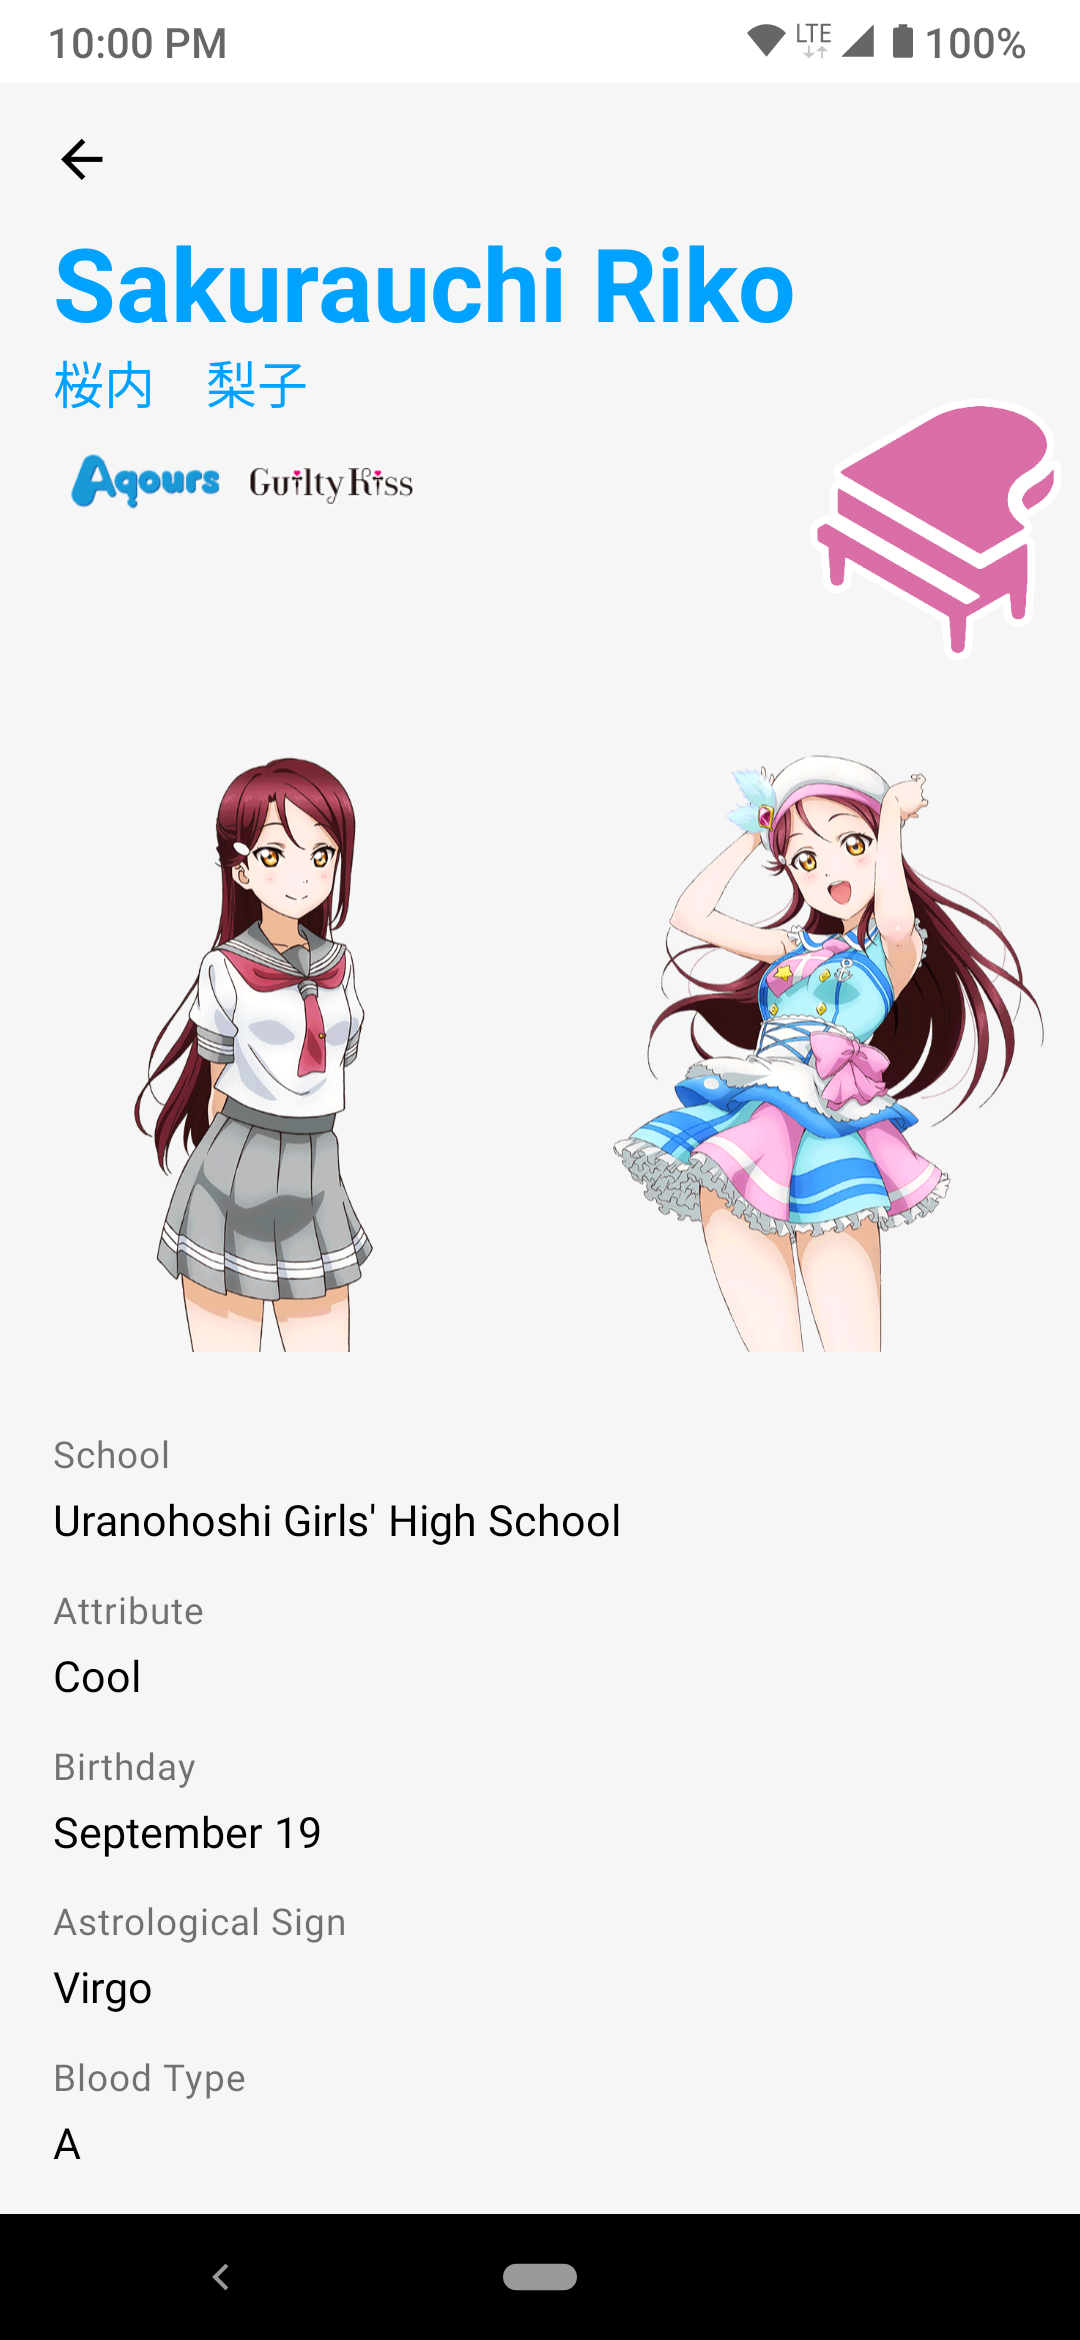 10:00 PM
LTE
100%
Sakurauchi Riko
桜内　梨子
Aqours
Guilty Kiss
School
Uranohoshi Girls' High School
Attribute
Cool
Birthday
September 19
Astrological Sign
Virgo
Blood Type
A